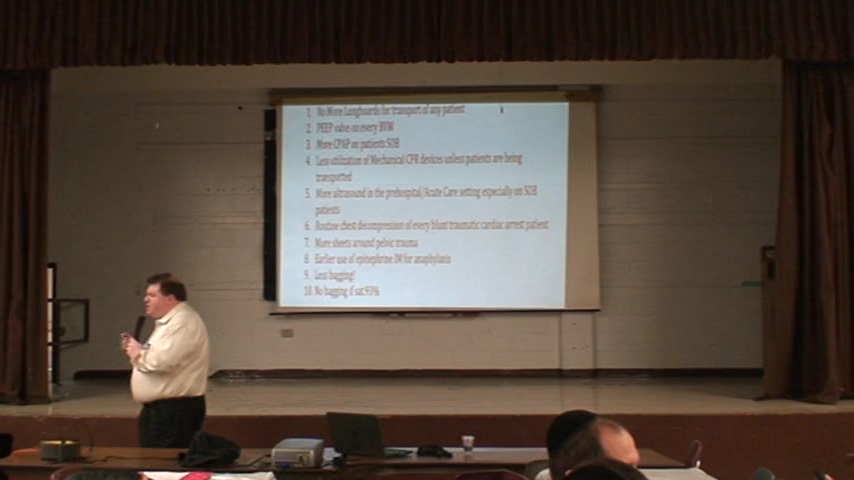 1. No More Longboards for transport of any patient
2. PEEP valve on every BVM
3. More CPAP on patients SOB
4. Less utilization of Mechanical CPR devices unless patients are being
transported
5. More ultrasound in the prehospital/Acute Care setting especially on SOB
patients
6. Routine chest decompression of every blunt traumatic cardiac arrest patient
7. More sheets around pelvic trauma
8. Earlier use of epinephrine IM for anaphylaxis
9. Less bagging!
10. No bagging if sat 93%